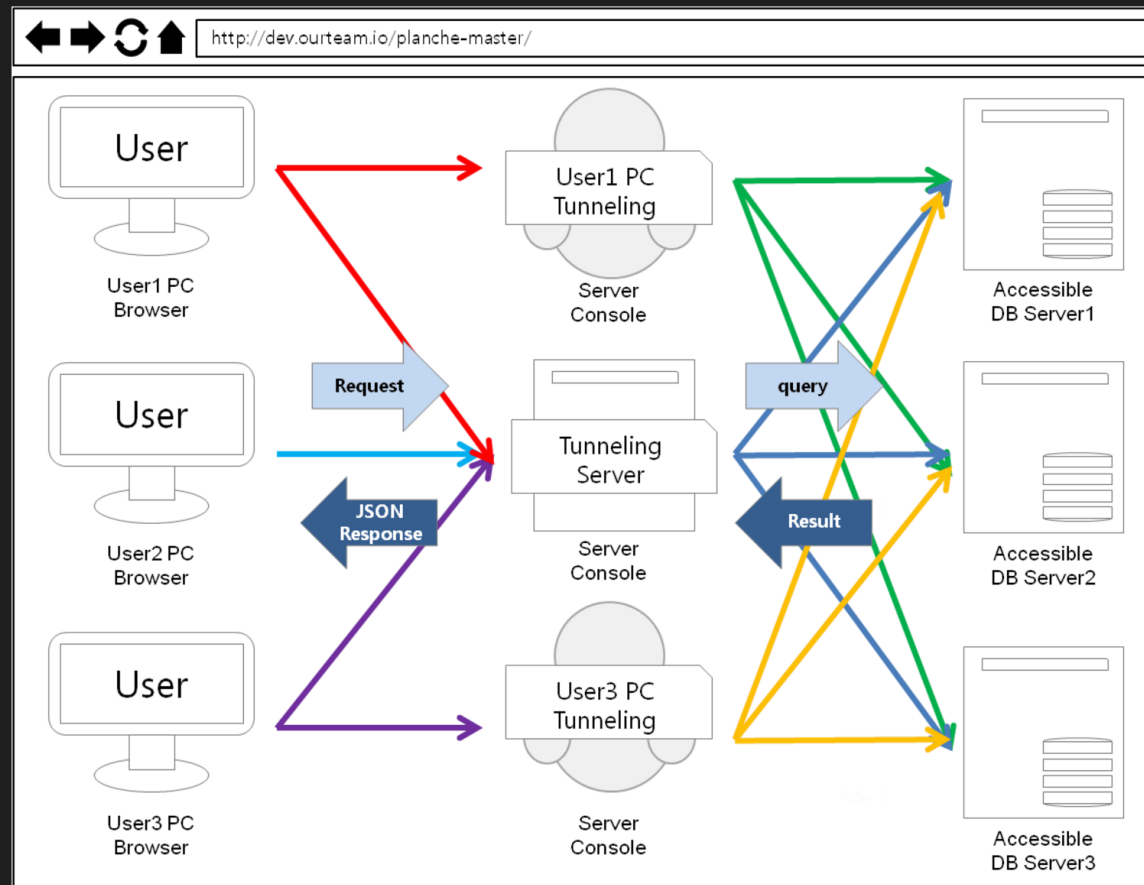 http://dev.ourteam.io/planche-master/
User
User1 PC
Browser
User1 PC
Tunneling
Server
Console
Accessible
DB Server1
Request
query
User
User2 PC
Browser
Tunneling
Server
Server
Console
Accessible
DB Server2
JSON
Response
Result
User
User3 PC
Browser
User3 PC
Tunneling
Server
Console
Accessible
DB Server3